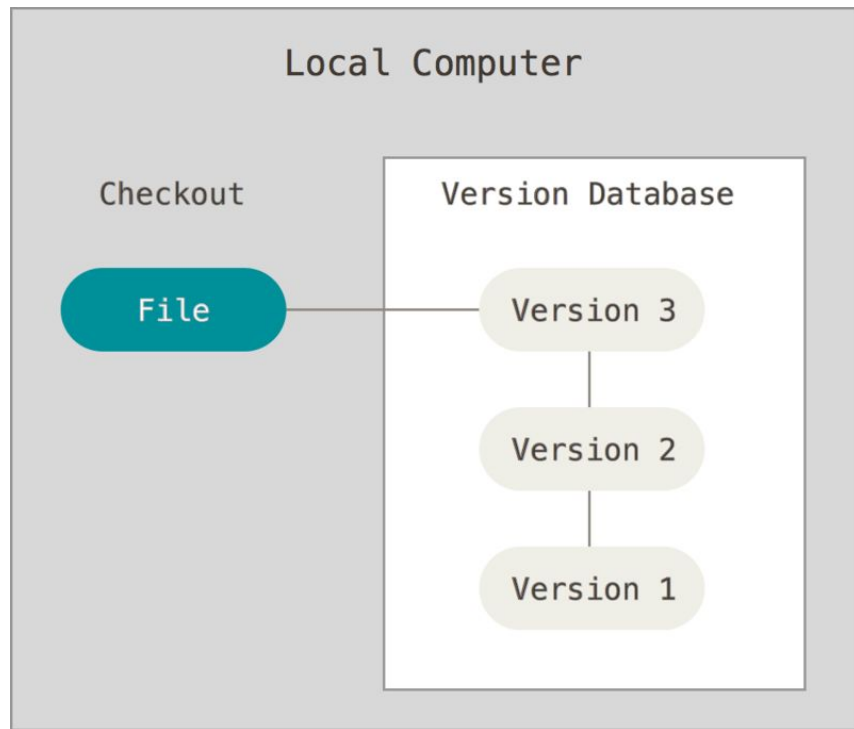 Local Computer
Checkout
Version Database
File
Version 3
Version 2
Version 1